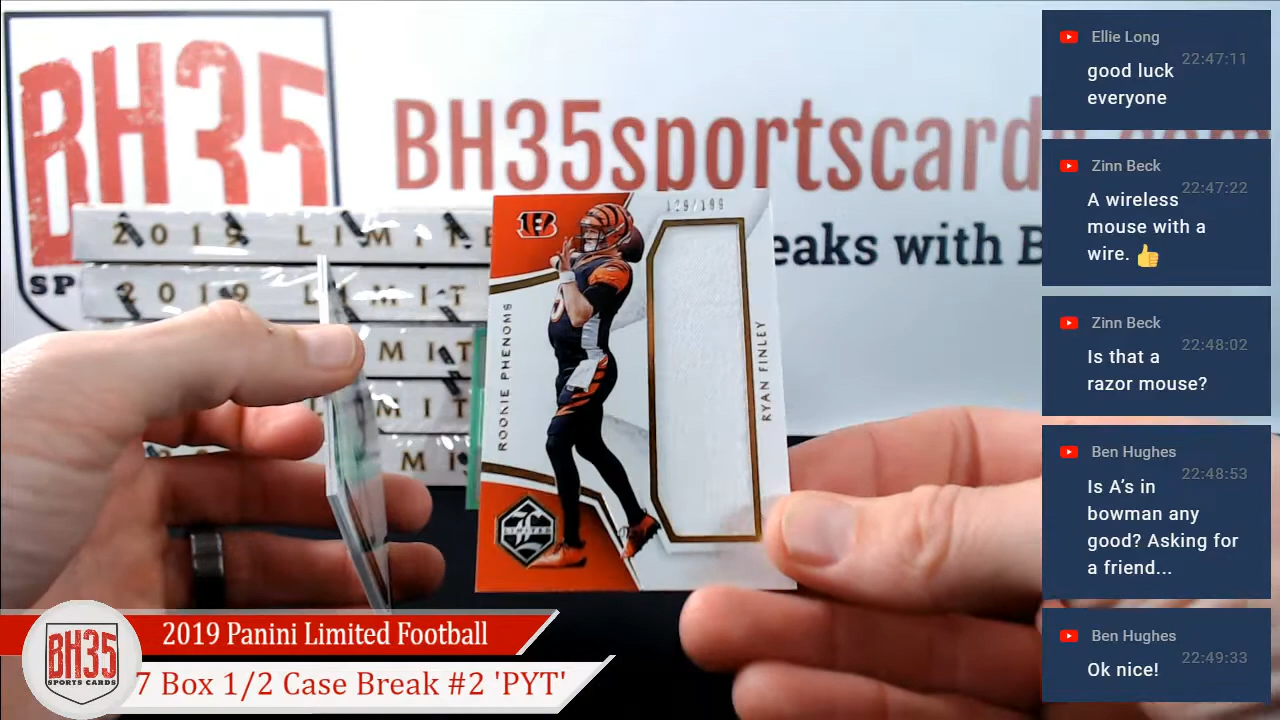 BH35
SP
BH35sportscard
eaks with B
2019 LIMITE
2019 LIMIT
MIT
LIMIT
MI
129/199
ROOKIE PHENOMS
RYAN FINLEY
LIMITED
Ellie Long
22:47:11
good luck
everyone
Zinn Beck
22:47:22
A wireless
mouse with a
wire. 👍
Zinn Beck
22:48:02
Is that a
razor mouse?
Ben Hughes
22:48:53
Is A's in
bowman any
good? Asking for
a friend...
Ben Hughes
22:49:33
Ok nice!
BH35
SPORTS CARDS
2019 Panini Limited Football
7 Box 1/2 Case Break #2 'PYT'